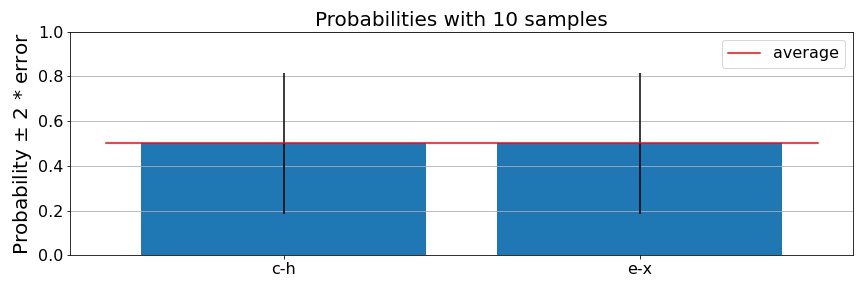 Probabilities with 10 samples
Probability ± 2 * error
1.0
0.8
0.6
0.4
0.2
0.0
average
c-h
e-x